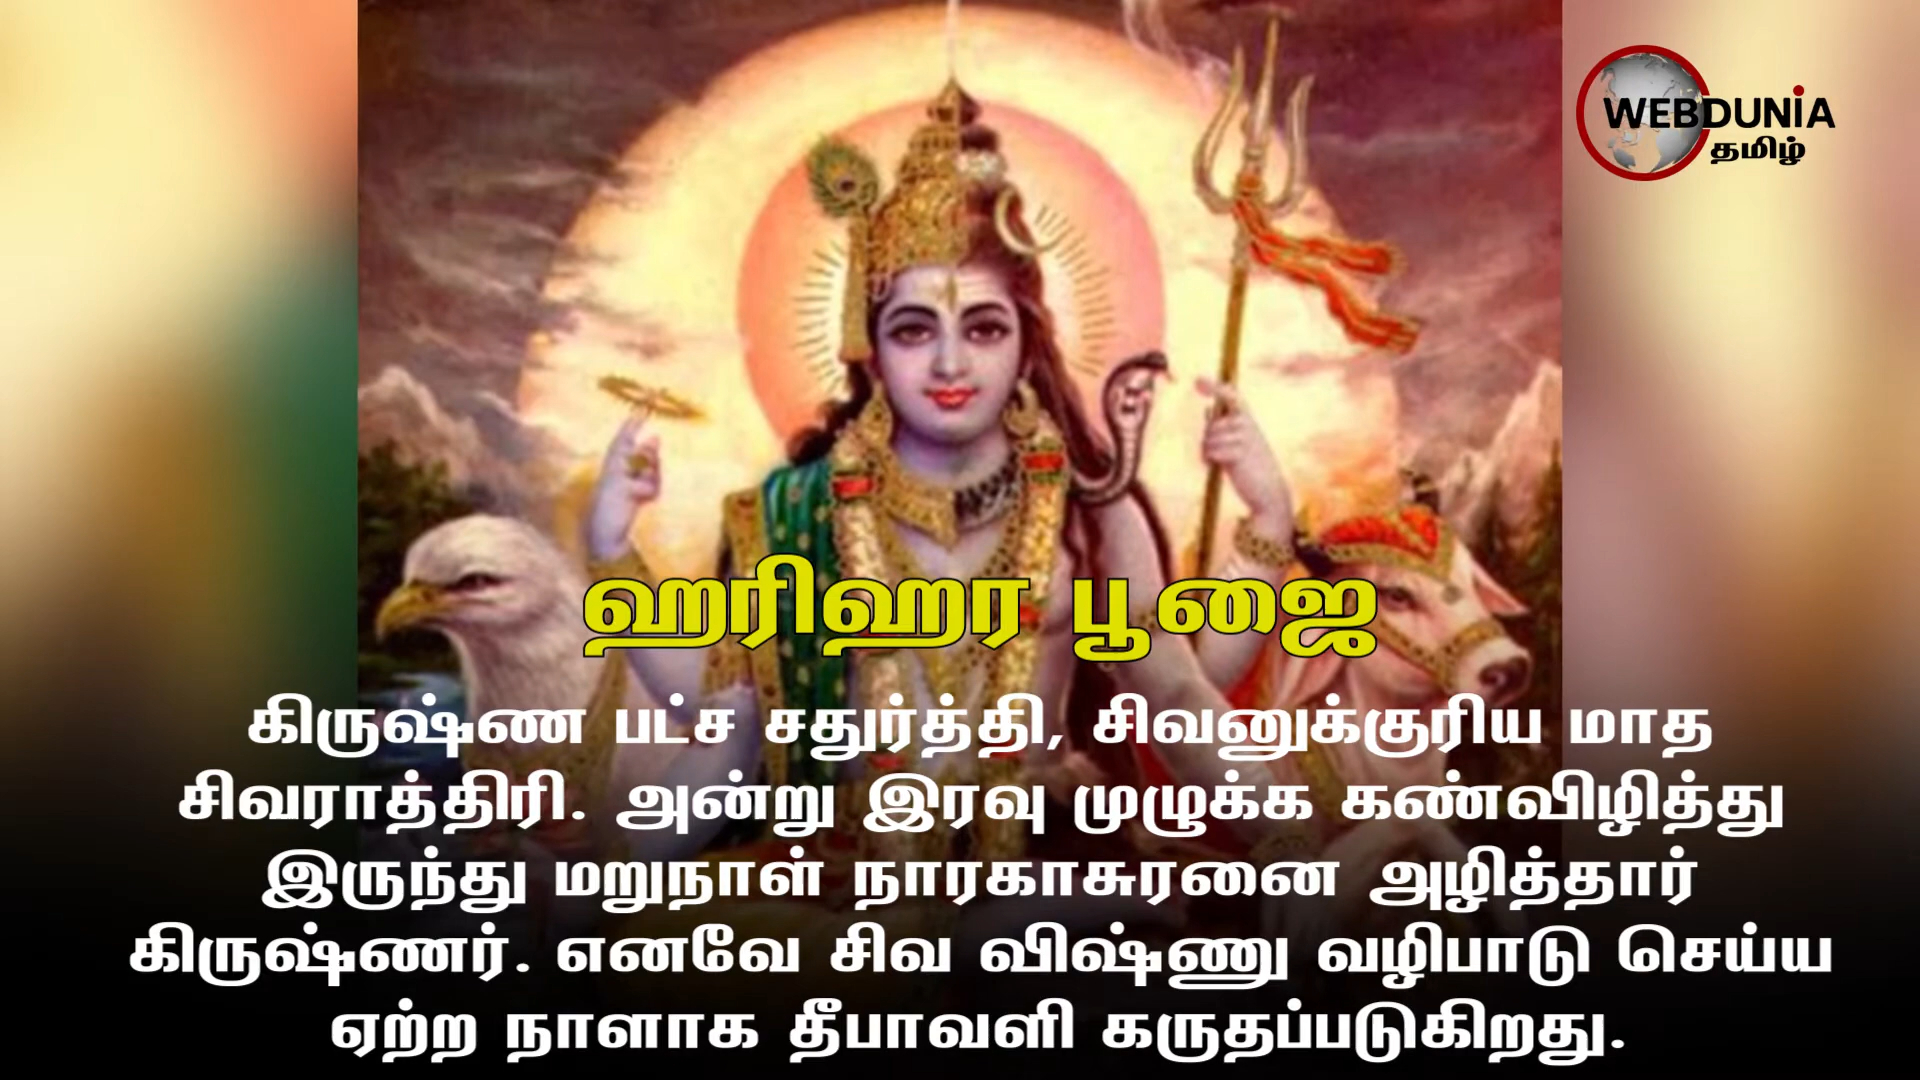 WEBDUNIA
தமிழ்
ஹரிஹர பூஜை
கிருஷ்ண பட்ச சதுர்த்தி, சிவனுக்குரிய மாத
சிவராத்திரி. அன்று இரவு முழுக்க கண்விழித்து
இருந்து மறுநாள் நாரகாசுரனை அழித்தார்
கிருஷ்ணர். எனவே சிவ விஷ்ணு வழிபாடு செய்ய
ஏற்ற நாளாக தீபாவளி கருதப்படுகிறது.